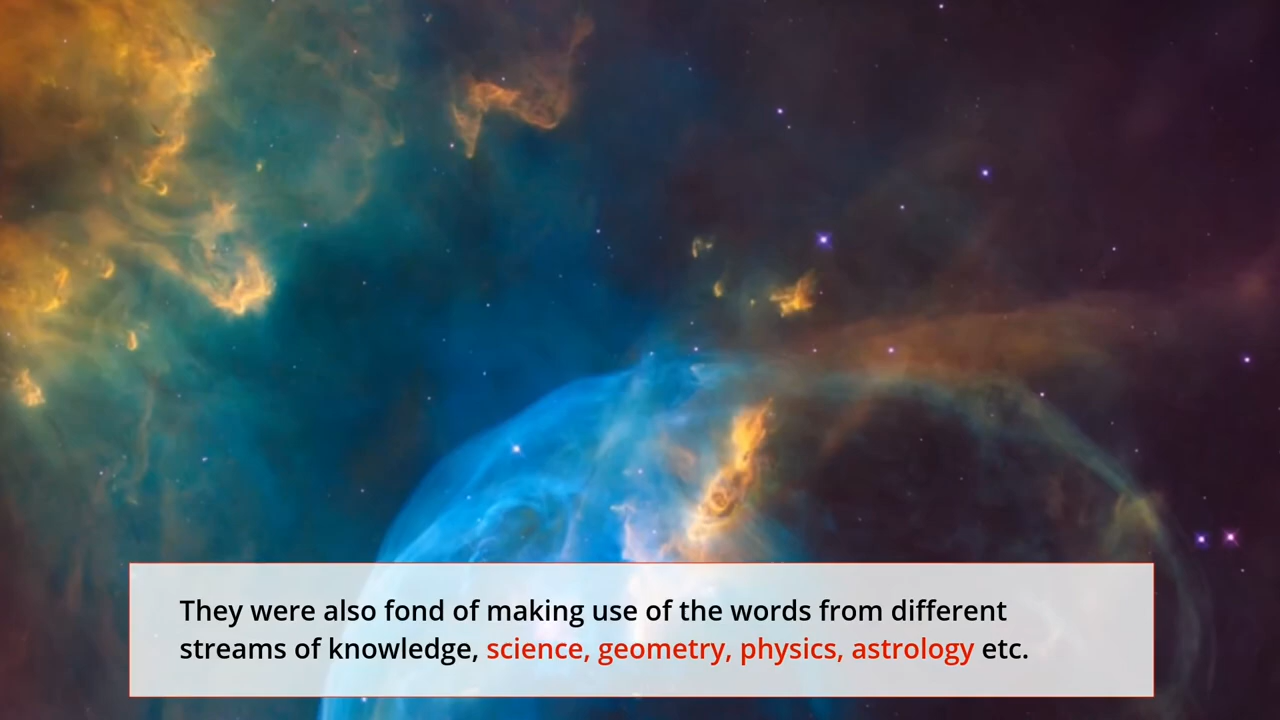 They were also fond of making use of the words from different
streams of knowledge, science, geometry, physics, astrology etc.